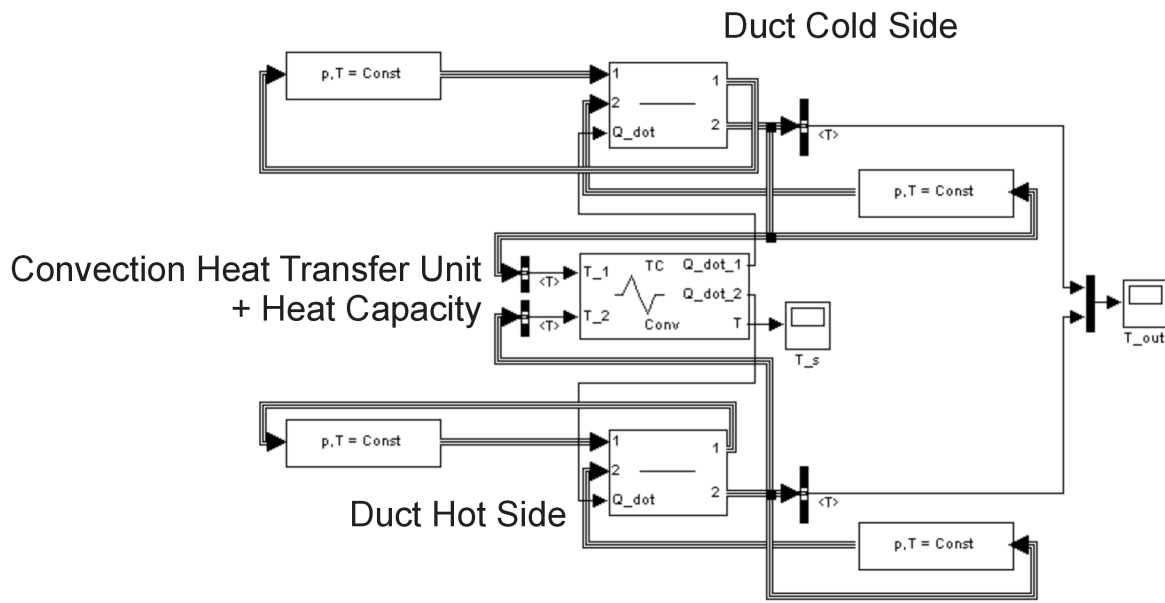 Duct Cold Side
p,T = Const
1
2
Q_dot
1
2
<T>
p,T = Const
Convection Heat Transfer Unit
+ Heat Capacity
<T>
<T>
T_1
T_2
TC
Conv
Q_dot_1
Q_dot_2
T
T_s
T_out
p,T = Const
1
2
Q_dot
1
2
<T>
Duct Hot Side
p,T = Const